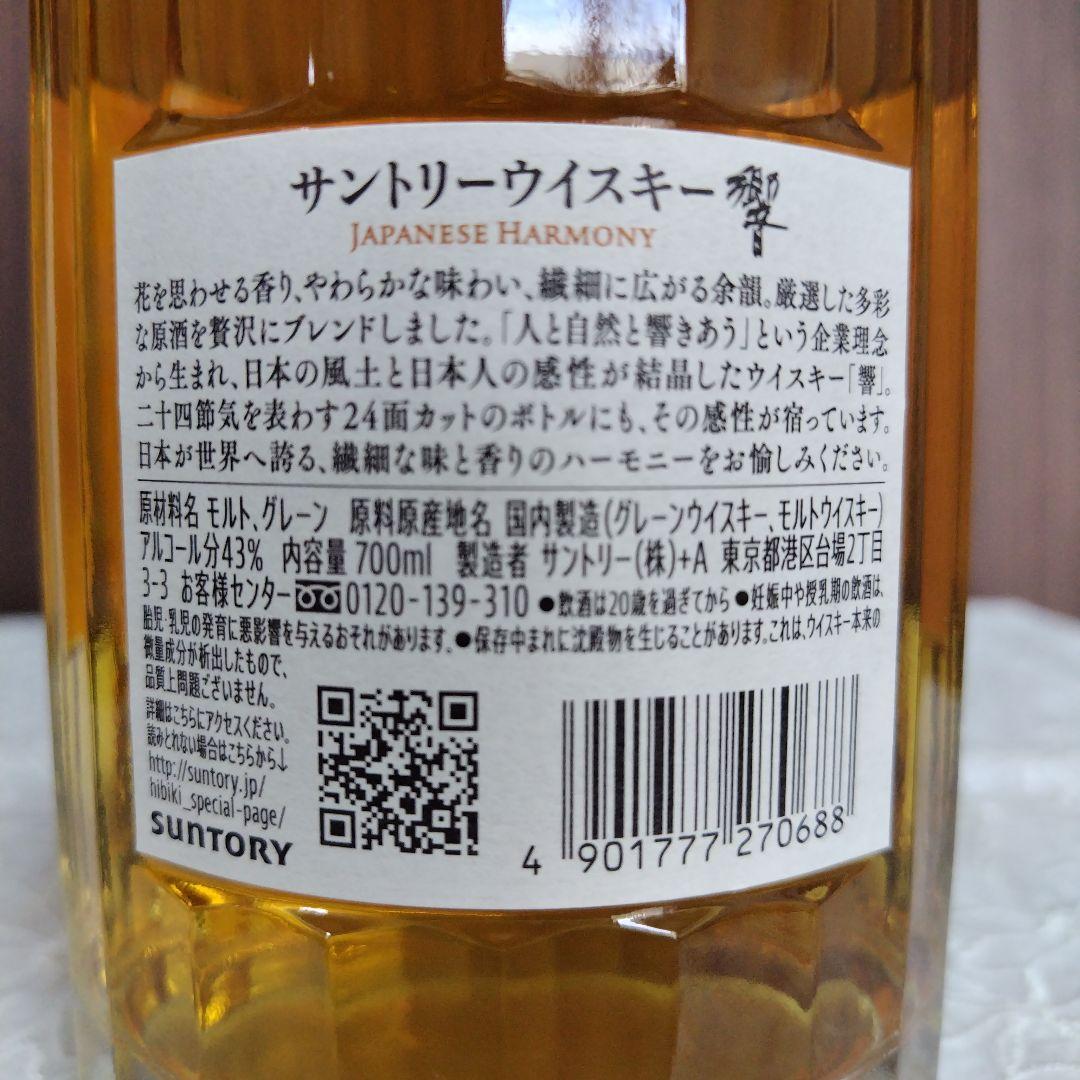 サントリーウイスキー 響
JAPANESE HARMONY
花を思わせる香り、やわらかな味わい、繊細に広がる余韻。厳選した多彩
な原酒を贅沢にブレンドしました。「人と自然と響きあう」という企業理念
から生まれ、日本の風土と日本人の感性が結晶したウイスキー「響」。
二十四節気を表わす24面カットのボトルにも、その感性が宿っています。
日本が世界へ誇る、繊細な味と香りのハーモニーをお愉しみください。
原材料名 モルト、グレーン 原料原産地名 国内製造(グレーンウイスキー、モルトウイスキー)
アルコール分43% 内容量 700ml 製造者 サントリー(株)+A 東京都港区台場2丁目
3-3 お客様センター 0120-139-310 ●飲酒は20歳を過ぎてから ●妊娠中や授乳期の飲酒は、
胎児・乳児の発育に悪影響を与えるおそれがあります。●保存中まれに沈殿物を生じることがあります。これは、ウイスキー本来の
微量成分が析出したもので、
品質上問題ございません。
詳細はこちらにアクセスください。
読みとれない場合はこちらから↓
http://suntory.jp/
hibiki_special-page/
SUNTORY
4 901777 270688